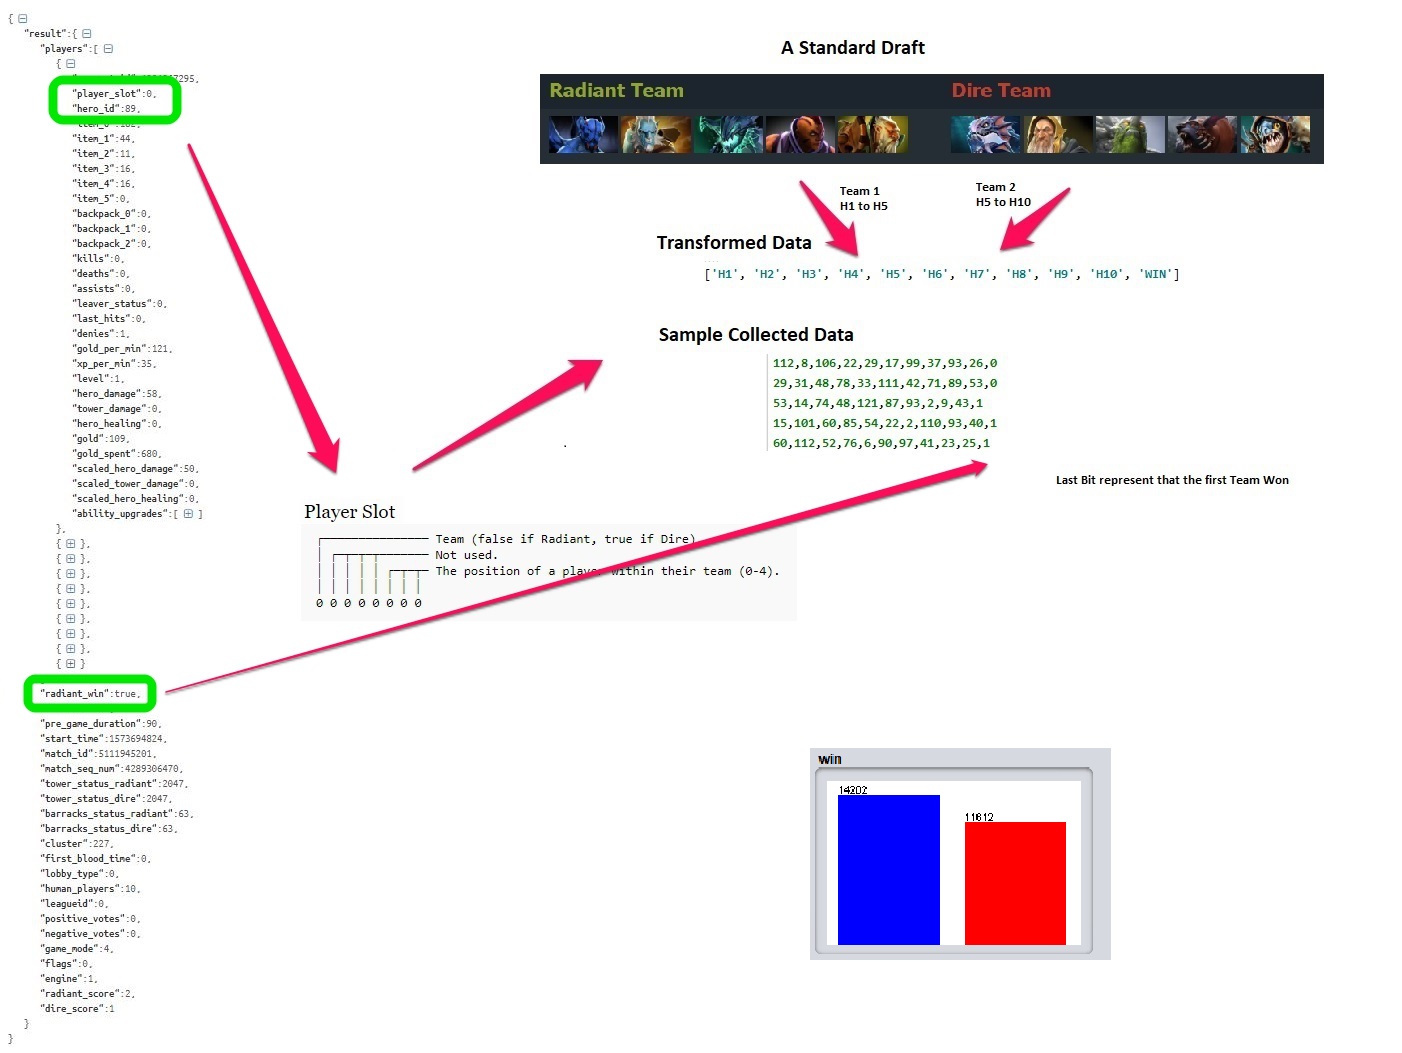 {
"result":{
"players":[
{
295,
"player_slot":0,
"hero_id":89,
"item_1":44,
"item_2":11,
"item_3":16,
"item_4":16,
"item_5":0,
"backpack_0":0,
"backpack_1":0,
"backpack_2":0,
"kills":0,
"deaths":0,
"assists":0,
"leaver_status":0,
"last_hits":0,
"denies":1,
"gold_per_min":121,
"xp_per_min":35,
"level":1,
"hero_damage":58,
"tower_damage":0,
"hero_healing":0,
"gold":109,
"gold_spent":680,
"scaled_hero_damage":50,
"scaled_tower_damage":0,
"scaled_hero_healing":0,
"ability_upgrades":[ ]
},
{ },
{ },
{ },
{ },
{ },
{ },
{ },
{ },
{ }
"radiant_win":true,
"pre_game_duration":90,
"start_time":1573694824,
"match_id":5111945201,
"match_seq_num":4289306470,
"tower_status_radiant":2047,
"tower_status_dire":2047,
"barracks_status_radiant":63,
"barracks_status_dire":63,
"cluster":227,
"first_blood_time":0,
"lobby_type":0,
"human_players":10,
"leagueid":0,
"positive_votes":0,
"negative_votes":0,
"game_mode":4,
"flags":0,
"engine":1,
"radiant_score":2,
"dire_score":1
}
}
A Standard Draft
Radiant Team
Dire Team
Team 1
H1 to H5
Team 2
H5 to H10
Transformed Data
['H1', 'H2', 'H3', 'H4', 'H5', 'H6', 'H7', 'H8', 'H9', 'H10', 'WIN']
Sample Collected Data
112,8,106,22,29,17,99,37,93,26,0
29,31,48,78,33,111,42,71,89,53,0
53,14,74,48,121,87,93,2,9,43,1
15,101,60,85,54,22,2,110,93,40,1
60,112,52,76,6,90,97,41,23,25,1
Last Bit represent that the first Team Won
Player Slot
Team (false if Radiant, true if Dire)
Not used.
The position of a player within their team (0-4).
0 0 0 0 0 0 0 0
win
14202
11612